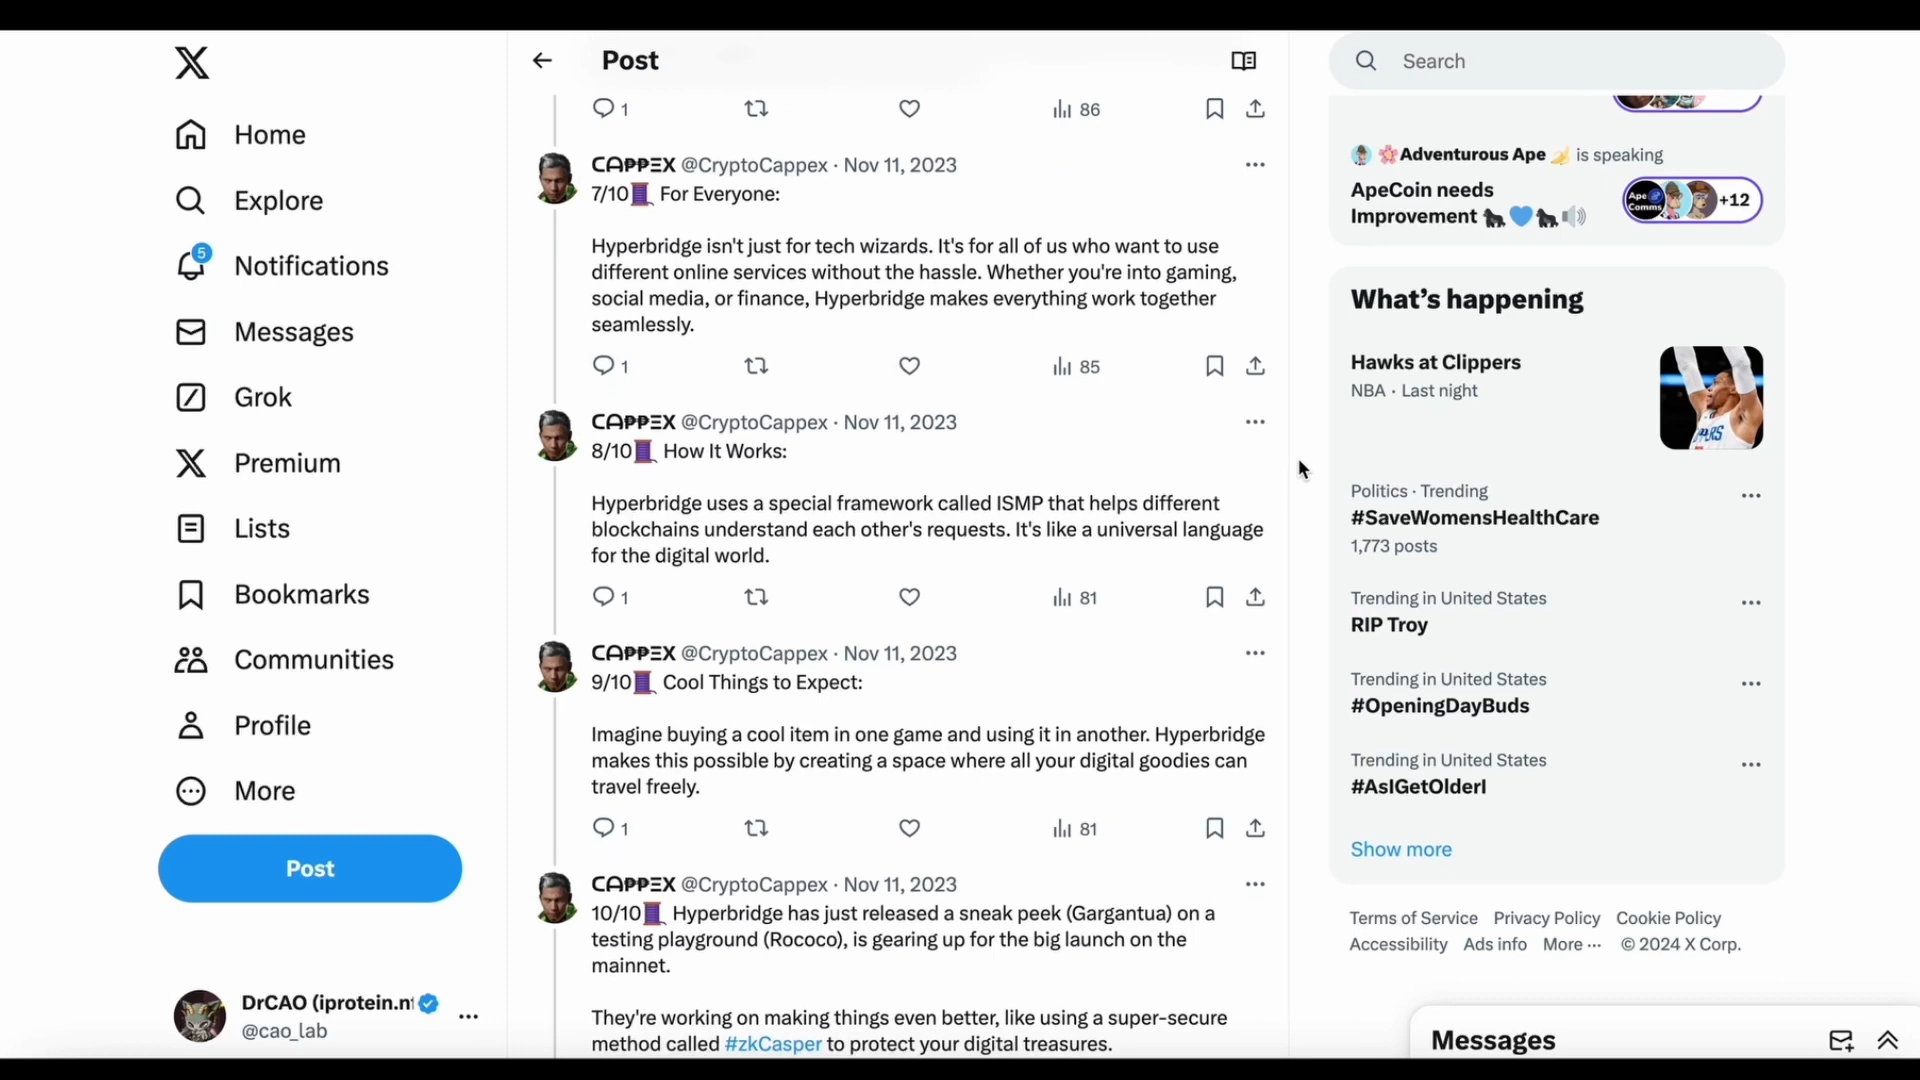 Home
Explore
5
Notifications
Messages
Grok
Premium
Lists
Bookmarks
Communities
Profile
More
Post
DrCAO (iprotein.n
@cao_lab
Post
1
86
CAPPEX @CryptoCappex · Nov 11, 2023
7/10🧵 For Everyone:
Hyperbridge isn't just for tech wizards. It's for all of us who want to use
different online services without the hassle. Whether you're into gaming,
social media, or finance, Hyperbridge makes everything work together
seamlessly.
1
85
CAPPEX @CryptoCappex · Nov 11, 2023
8/10🧵 How It Works:
Hyperbridge uses a special framework called ISMP that helps different
blockchains understand each other's requests. It's like a universal language
for the digital world.
1
81
CAPPEX @CryptoCappex · Nov 11, 2023
9/10🧵 Cool Things to Expect:
Imagine buying a cool item in one game and using it in another. Hyperbridge
makes this possible by creating a space where all your digital goodies can
travel freely.
1
81
CAPPEX @CryptoCappex · Nov 11, 2023
10/10🧵 Hyperbridge has just released a sneak peek (Gargantua) on a
testing playground (Rococo), is gearing up for the big launch on the
mainnet.
They're working on making things even better, like using a super-secure
method called #zkCasper to protect your digital treasures.
Search
🌸Adventurous Ape 🍌 is speaking
ApeCoin needs
Improvement 🦍💙🦍🔊
Ape
Comms
+12
What's happening
Hawks at Clippers
NBA · Last night
Politics · Trending
#SaveWomensHealthCare
1,773 posts
Trending in United States
RIP Troy
Trending in United States
#OpeningDayBuds
Trending in United States
#AsIGetOlderI
Show more
Terms of Service Privacy Policy Cookie Policy
Accessibility Ads info More ··· © 2024 X Corp.
Messages